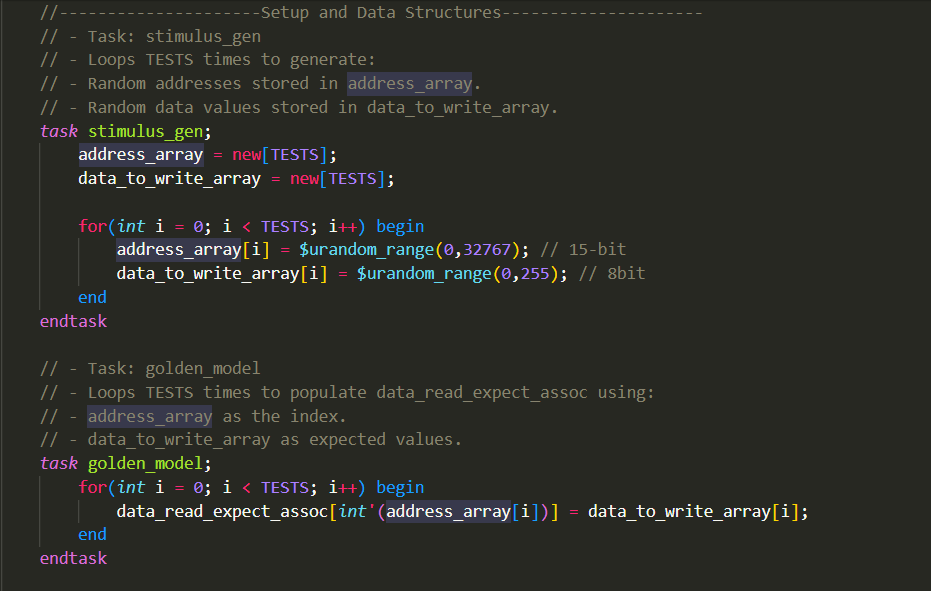 //---------------------Setup and Data Structures---------------------
// - Task: stimulus_gen
// - Loops TESTS times to generate:
// - Random addresses stored in address_array.
// - Random data values stored in data_to_write_array.
task stimulus_gen;
    address_array = new[TESTS];
    data_to_write_array = new[TESTS];

    for(int i = 0; i < TESTS; i++) begin
        address_array[i] = $urandom_range(0,32767); // 15-bit
        data_to_write_array[i] = $urandom_range(0,255); // 8bit
    end
endtask

// - Task: golden_model
// - Loops TESTS times to populate data_read_expect_assoc using:
// - address_array as the index.
// - data_to_write_array as expected values.
task golden_model;
    for(int i = 0; i < TESTS; i++) begin
        data_read_expect_assoc[int'(address_array[i])] = data_to_write_array[i];
    end
endtask